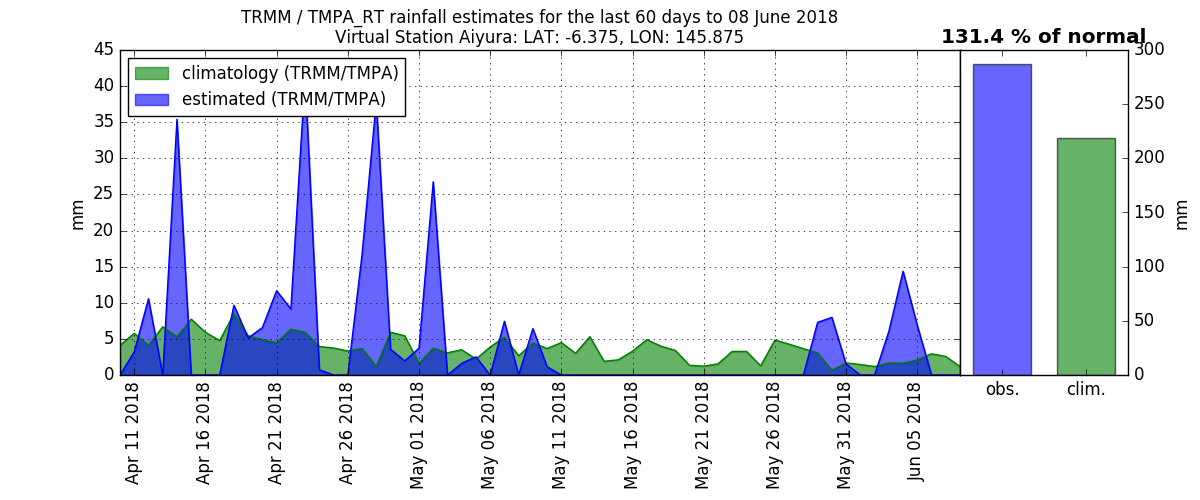 TRMM / TMPA_RT rainfall estimates for the last 60 days to 08 June 2018
Virtual Station Aiyura: LAT: -6.375, LON: 145.875
131.4 % of normal
climatology (TRMM/TMPA)
estimated (TRMM/TMPA)
45
40
35
30
25
20
15
10
5
0
mm
Apr 11 2018
Apr 16 2018
Apr 21 2018
Apr 26 2018
May 01 2018
May 06 2018
May 11 2018
May 16 2018
May 21 2018
May 26 2018
May 31 2018
Jun 05 2018
obs.
clim.
300
250
200
150
100
50
0
mm